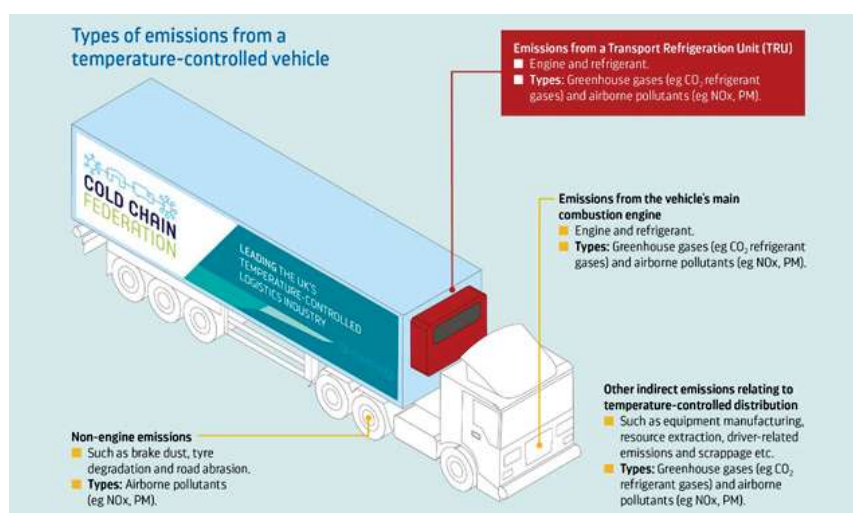 Types of emissions from a
temperature-controlled vehicle
Emissions from a Transport Refrigeration Unit (TRU)
Engine and refrigerant.
Types: Greenhouse gases (eg CO₂ refrigerant
gases) and airborne pollutants (eg NOx, PM).
COLD CHAIN
FEDERATION
LEADING THE UK'S
TEMPERATURE-CONTROLLED
LOGISTICS INDUSTRY
Emissions from the vehicle's main
combustion engine
Engine and refrigerant.
Types: Greenhouse gases (eg CO₂ refrigerant
gases) and airborne pollutants (eg NOx, PM).
Other indirect emissions relating to
temperature-controlled distribution
Such as equipment manufacturing,
resource extraction, driver-related
emissions and scrappage etc.
Types: Greenhouse gases (eg CO₂
refrigerant gases) and airborne
pollutants (eg NOx, PM).
Non-engine emissions
Such as brake dust, tyre
degradation and road abrasion.
Types: Airborne pollutants
(eg NOx, PM).